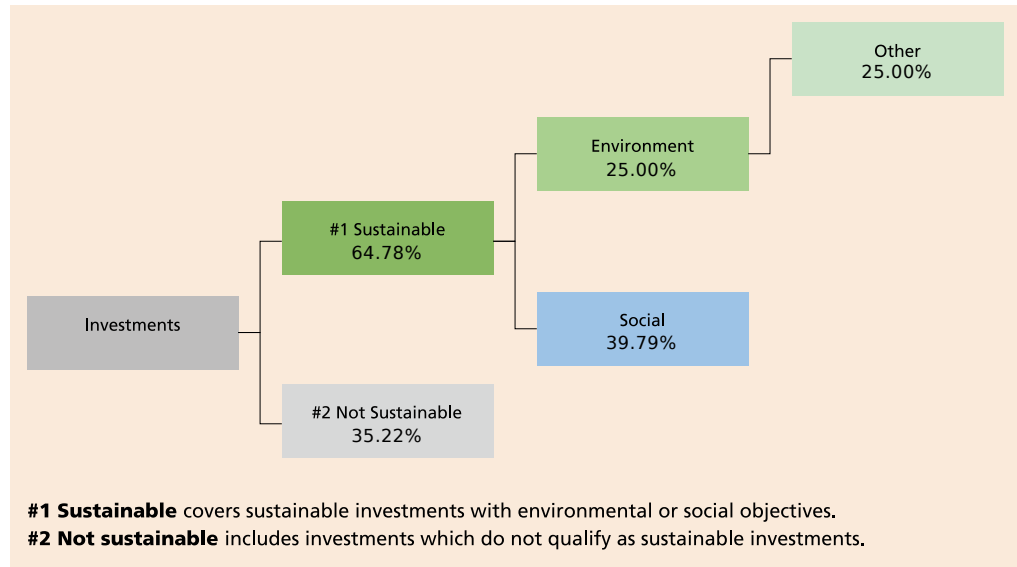 Other
25.00%
Environment
25.00%
#1 Sustainable
64.78%
Investments
Social
39.79%
#2 Not Sustainable
35.22%
#1 Sustainable covers sustainable investments with environmental or social objectives.
#2 Not sustainable includes investments which do not qualify as sustainable investments.